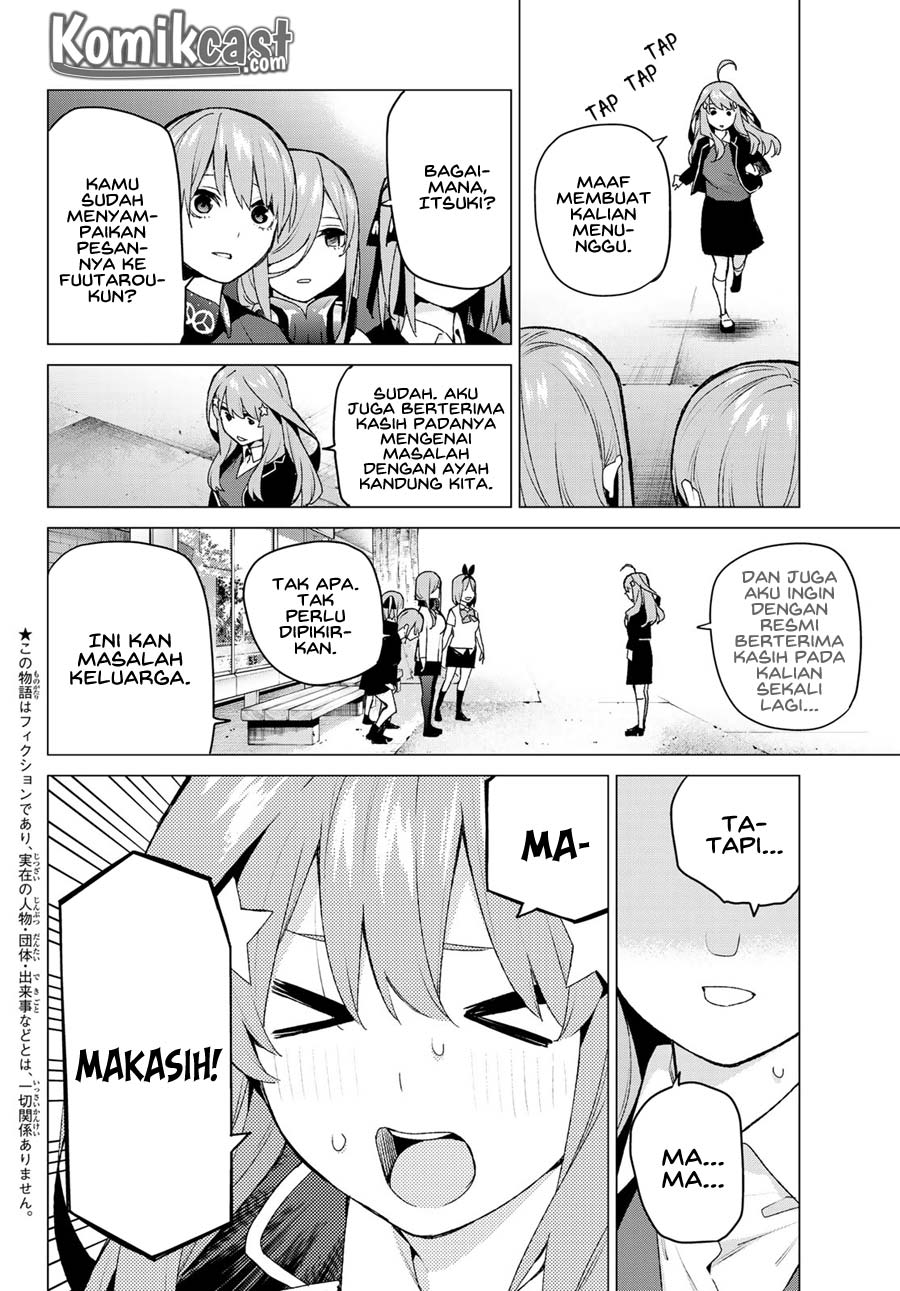 Komikcast
.com
TAP TAP TAP
MAAF
MEMBUAT
KALIAN
MENU-
NGGU.
BAGAI-
MANA,
ITSUKI?
KAMU
SUDAH
MENYAM-
PAIKAN
PESAN-
NYA KE
FUUTAROU-
KUN?
SUDAH. AKU
JUGA BERTERIMA
KASIH PADANYA
MENGENAI
MASALAH
DENGAN AYAH
KANDUNG KITA.
DAN JUGA
AKU INGIN
DENGAN
RESMI
BERTERIMA
KASIH PADA
KALIAN
SEKALI
LAGI...
TAK APA.
TAK
PERLU
DIPIKIR-
KAN.
INI KAN
MASALAH
KELUARGA.
TA-
TAPI...
MA...
MA...
MA-
MAKASIH!
★この物語はフィクションであり、実在の人物・団体・出来事などとは、一切関係ありません。